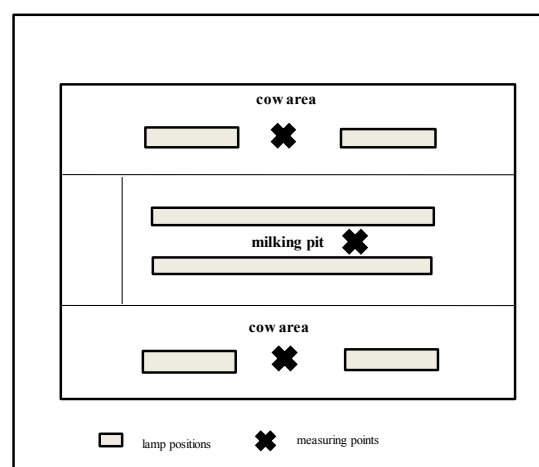 cow area
milking pit
cow area
lamp positions
measuring points